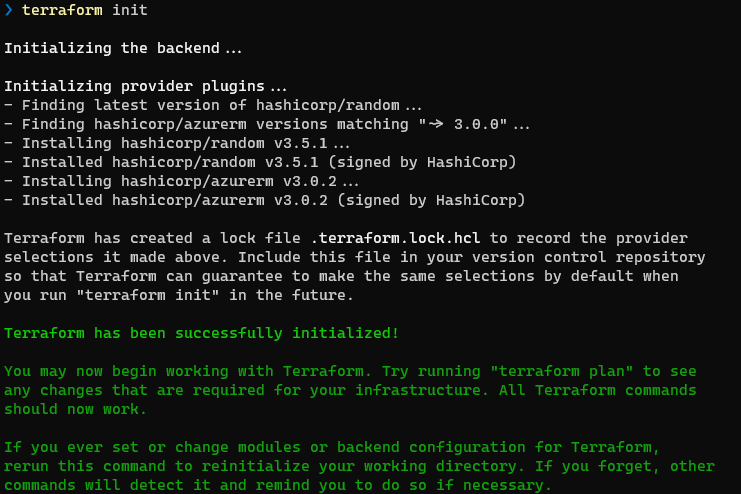 ❯ terraform init
Initializing the backend...
Initializing provider plugins...
- Finding latest version of hashicorp/random...
- Finding hashicorp/azurerm versions matching "~> 3.0.0"...
- Installing hashicorp/random v3.5.1...
- Installed hashicorp/random v3.5.1 (signed by HashiCorp)
- Installing hashicorp/azurerm v3.0.2...
- Installed hashicorp/azurerm v3.0.2 (signed by HashiCorp)
Terraform has created a lock file .terraform.lock.hcl to record the provider
selections it made above. Include this file in your version control repository
so that Terraform can guarantee to make the same selections by default when
you run "terraform init" in the future.
Terraform has been successfully initialized!
You may now begin working with Terraform. Try running "terraform plan" to see
any changes that are required for your infrastructure. All Terraform commands
should now work.
If you ever set or change modules or backend configuration for Terraform,
rerun this command to reinitialize your working directory. If you forget, other
commands will detect it and remind you to do so if necessary.